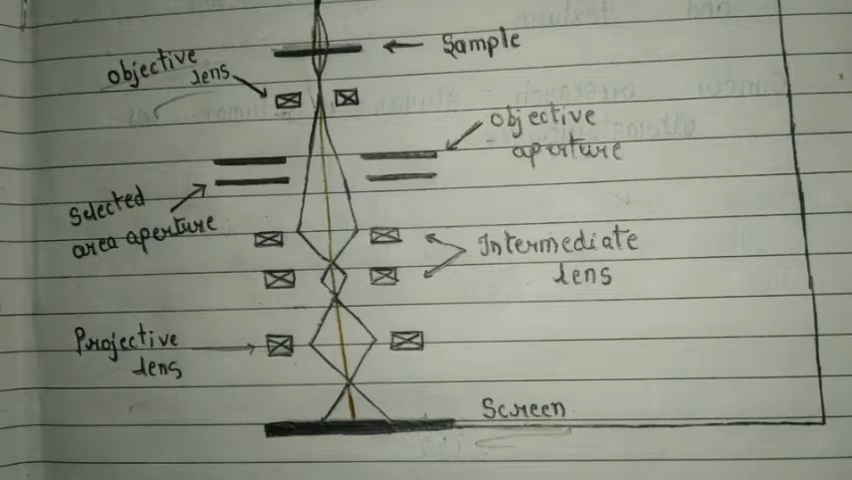 Sample
Objective
lens
Objective
aperture
Selected
area aperture
Intermediate
lens
Projective
lens
Screen